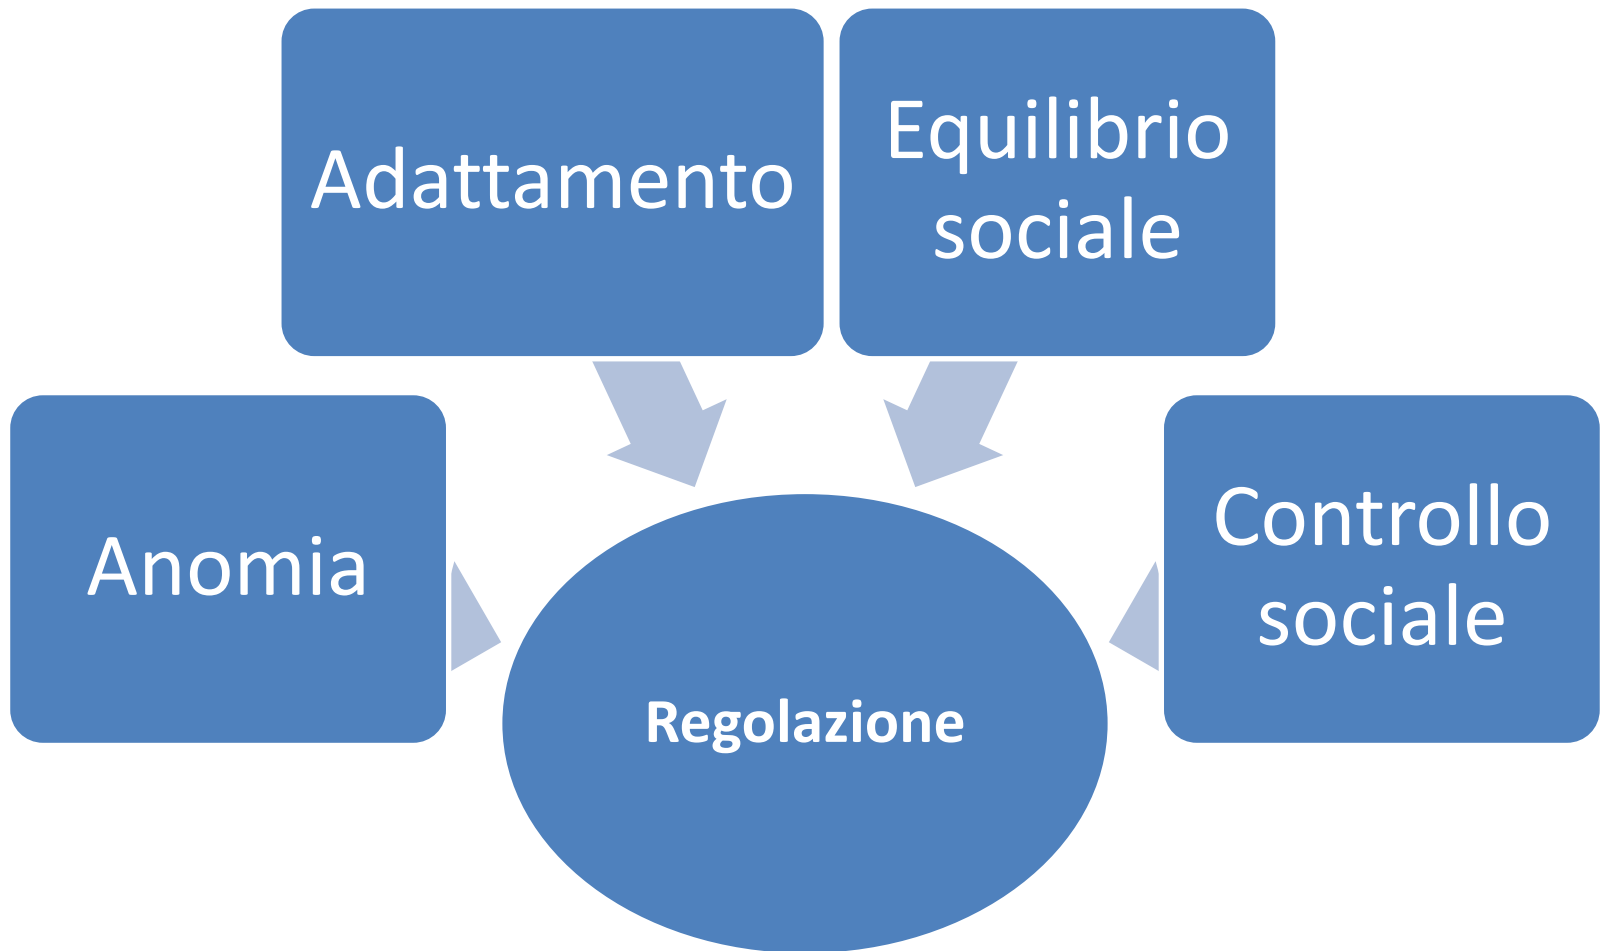 Adattamento
Equilibrio
sociale
Anomia
Controllo
sociale
Regolazione